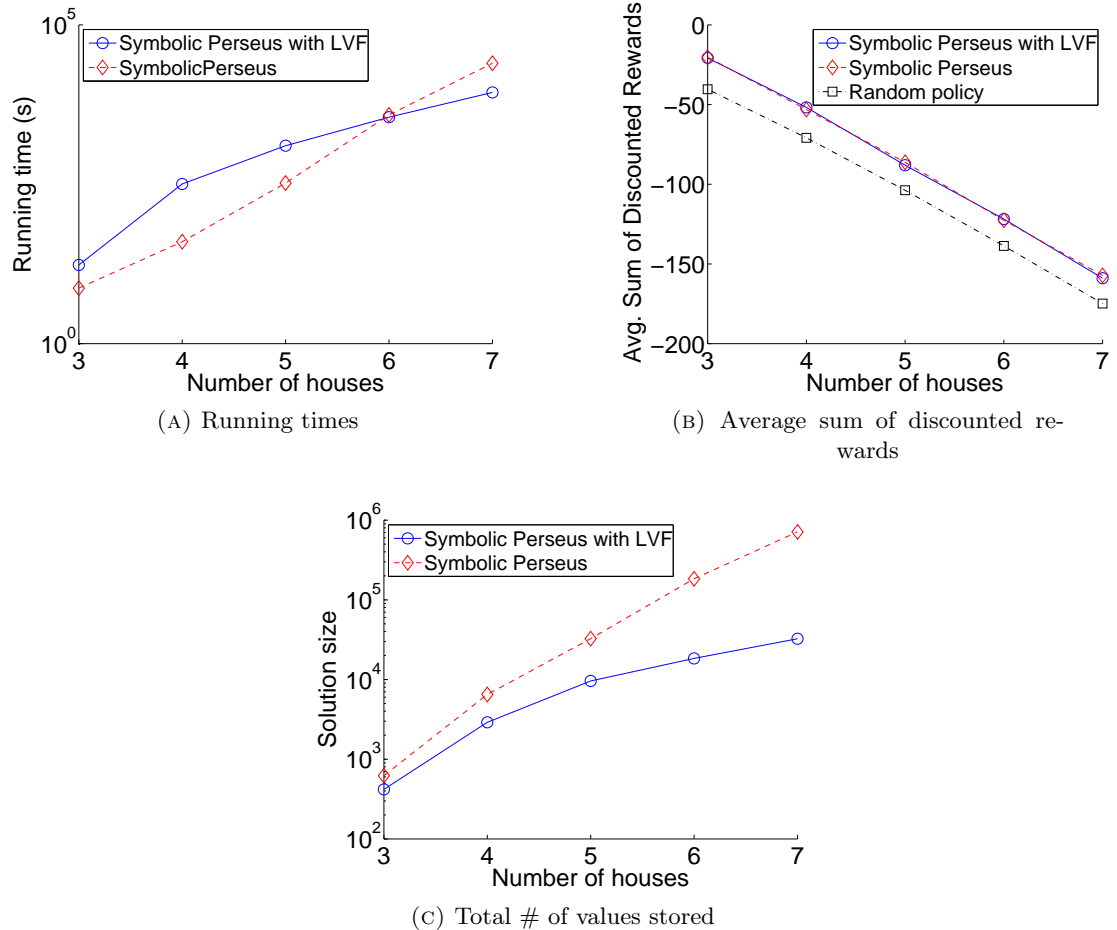 10^5
Symbolic Perseus with LVF
SymbolicPerseus
Running time (s)
10^0
3 4 5 6 7
Number of houses
(A) Running times
0
−50
−100
−150
−200
Symbolic Perseus with LVF
Symbolic Perseus
Random policy
Avg. Sum of Discounted Rewards
3 4 5 6 7
Number of houses
(B) Average sum of discounted re-
wards
10^6
10^5
10^4
10^3
10^2
Symbolic Perseus with LVF
Symbolic Perseus
Solution size
3 4 5 6 7
Number of houses
(C) Total # of values stored